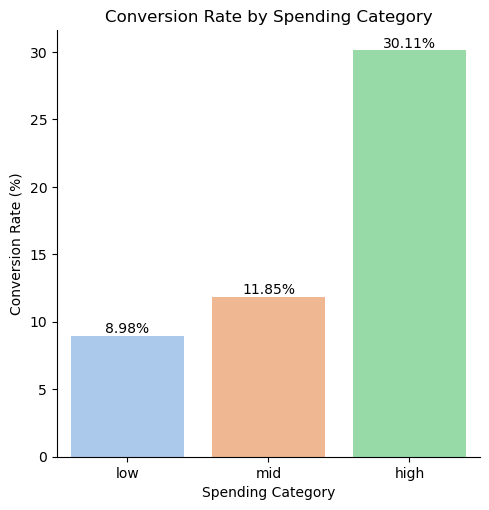 Conversion Rate by Spending Category
Conversion Rate (%)
30
25
20
15
10
5
0
8.98%
11.85%
30.11%
low
mid
high
Spending Category